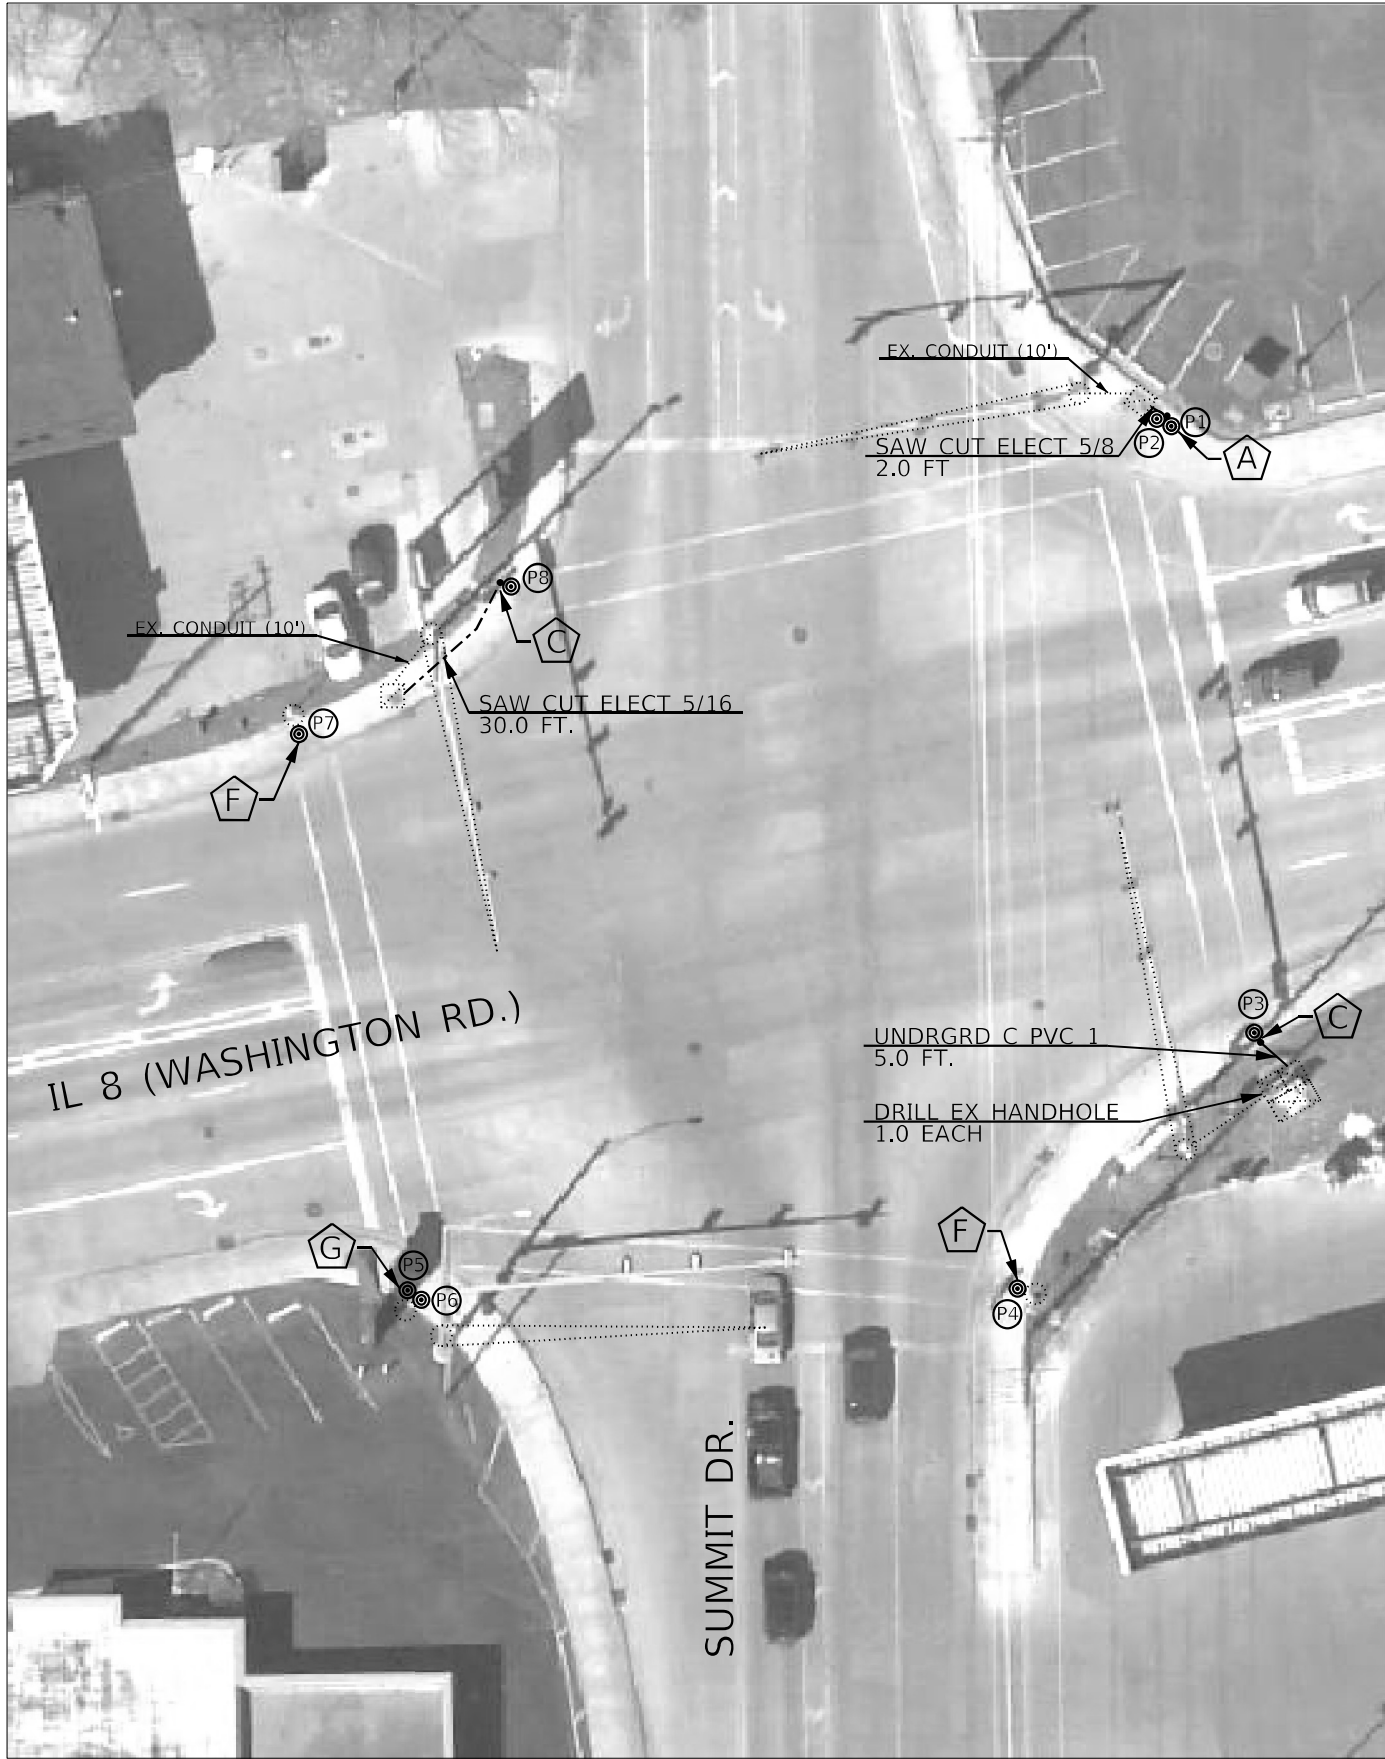 EX. CONDUIT (10')
P1
P2
SAW CUT ELECT 5/8
2.0 FT
A
P8
C
EX. CONDUIT (10')
SAW CUT ELECT 5/16
30.0 FT.
P7
F
IL 8 (WASHINGTON RD.)
P3
C
UNDRGRD C PVC 1
5.0 FT.
DRILL EX HANDHOLE
1.0 EACH
G
P5
P6
F
P4
SUMMIT DR.